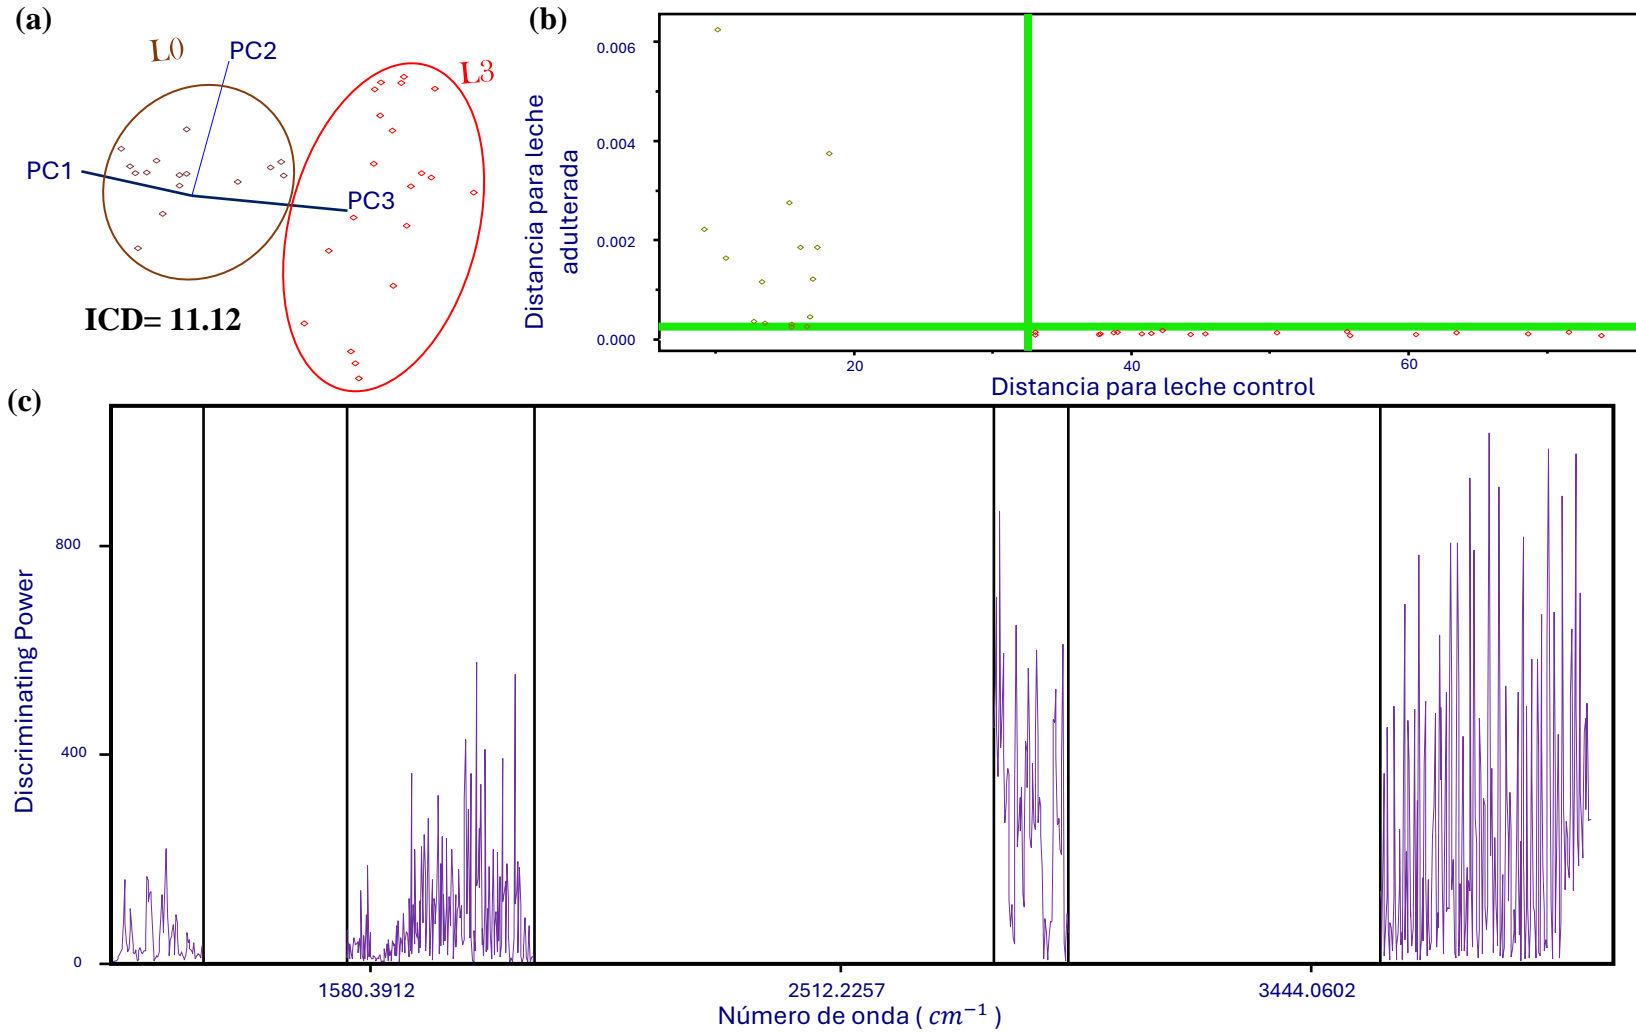 (a)
L0
PC2
L3
PC1
PC3
ICD= 11.12
(b)
Distancia para leche
adulterada
0.006
0.004
0.002
0.000
20
40
60
Distancia para leche control
(c)
Discriminating Power
800
400
0
1580.3912
2512.2257
3444.0602
Número de onda ( cm⁻¹ )